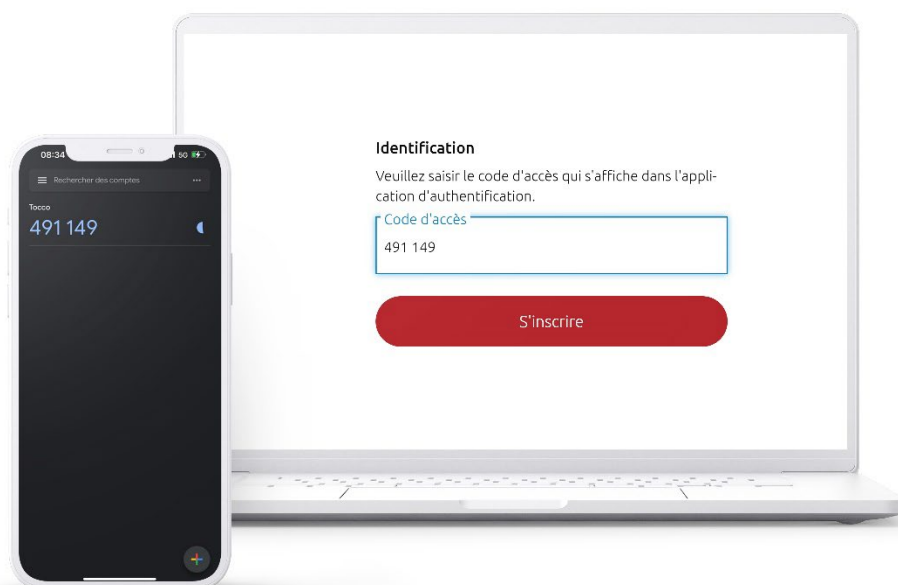 08:34
5G
Rechercher des comptes
Tocco
491 149
Identification
Veuillez saisir le code d'accès qui s'affiche dans l'appli-
cation d'authentification.
Code d'accès
491 149
S'inscrire